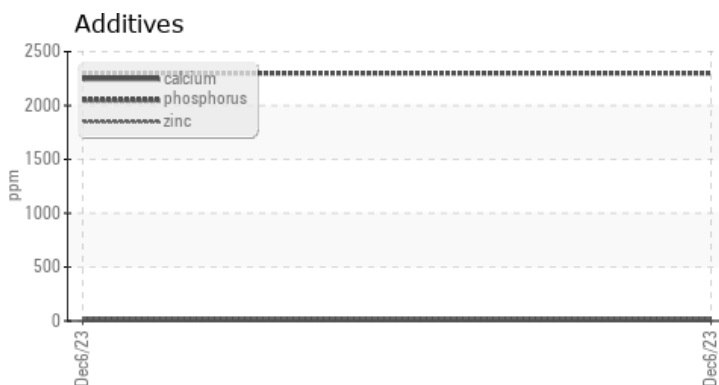 Additives
2500
2000
1500
1000
500
0
ppm
calcium
phosphorus
zinc
Dec6/23
Dec6/23